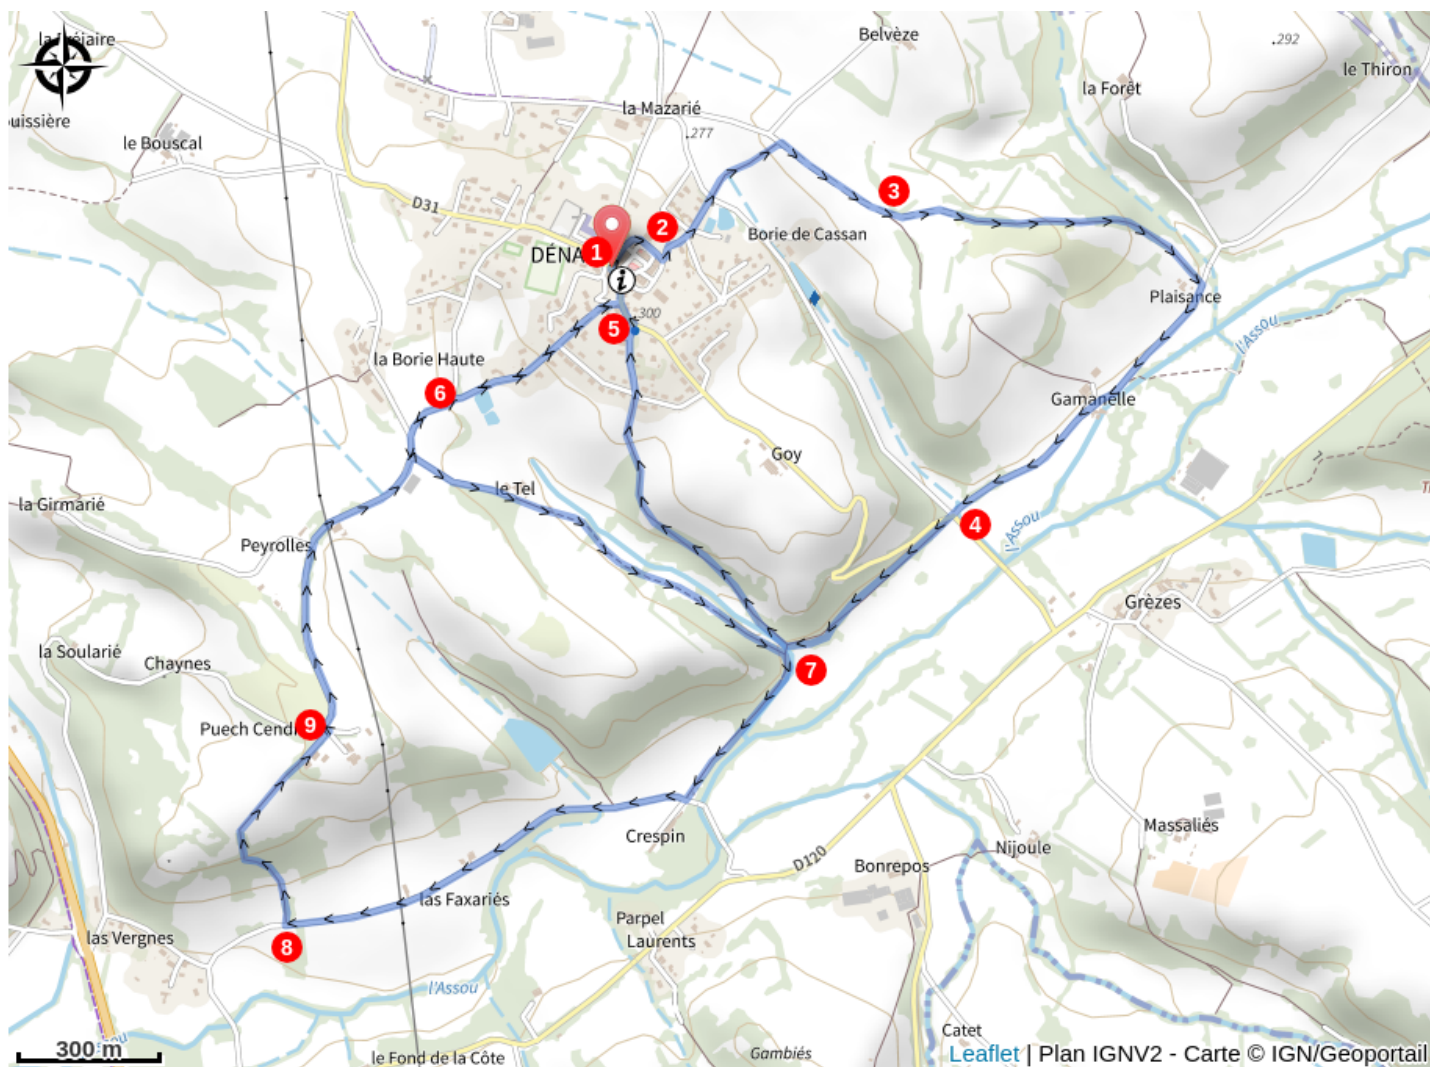 Belvèze
.292
le Thiron
la Forêt
la Mazarié
.277
le Bouscal
3
D31
2
Borie de Cassan
1
DÉNA
i
Plaisance
300
5
l'Assou
la Borie Haute
6
Gamanelle
Goy
le Tel
la Girmarié
4
l'Assou
Peyrolles
Grèzes
la Soularié
Chaynes
7
9
Puech Cend
Massaliés
Crespin
Nijoule
D120
Bonrepos
las Faxariés
Parpel
las Vergnes
Laurents
8
l'Assou
Catet
300 m
le Fond de la Côte
Gambiés
Leaflet | Plan IGNV2 - Carte © IGN/Geoportail